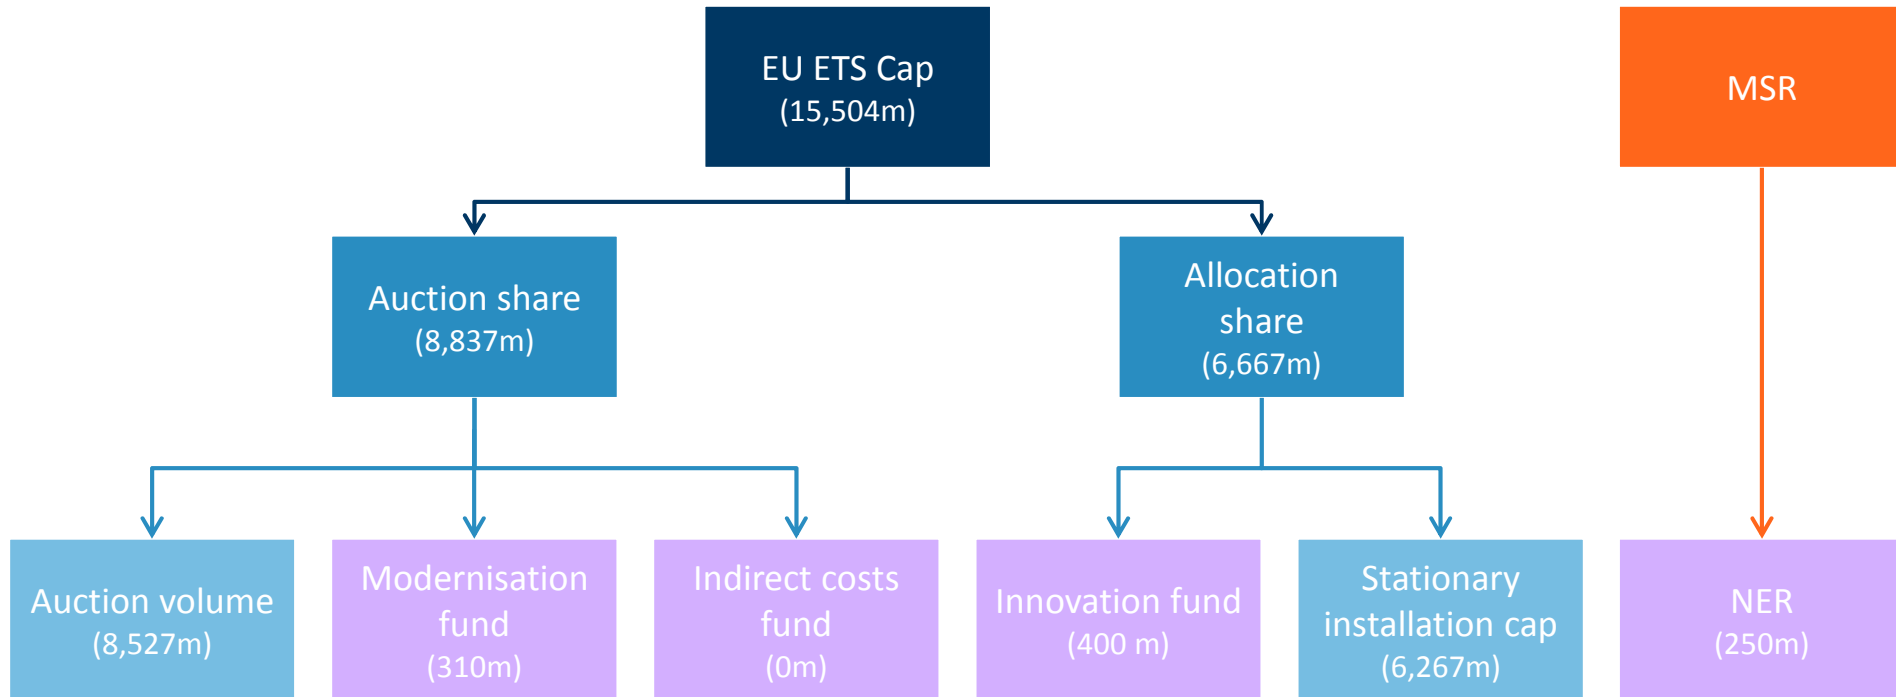 EU ETS Cap
(15,504m)
MSR
Auction share
(8,837m)
Allocation
share
(6,667m)
Auction volume
(8,527m)
Modernisation
fund
(310m)
Indirect costs
fund
(0m)
Innovation fund
(400 m)
Stationary
installation cap
(6,267m)
NER
(250m)